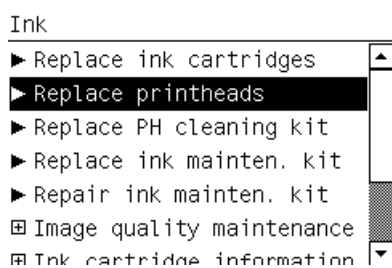 Ink
Replace ink cartridges
Replace printheads
Replace PH cleaning kit
Replace ink mainten. kit
Repair ink mainten. kit
Image quality maintenance
Ink cartridge information